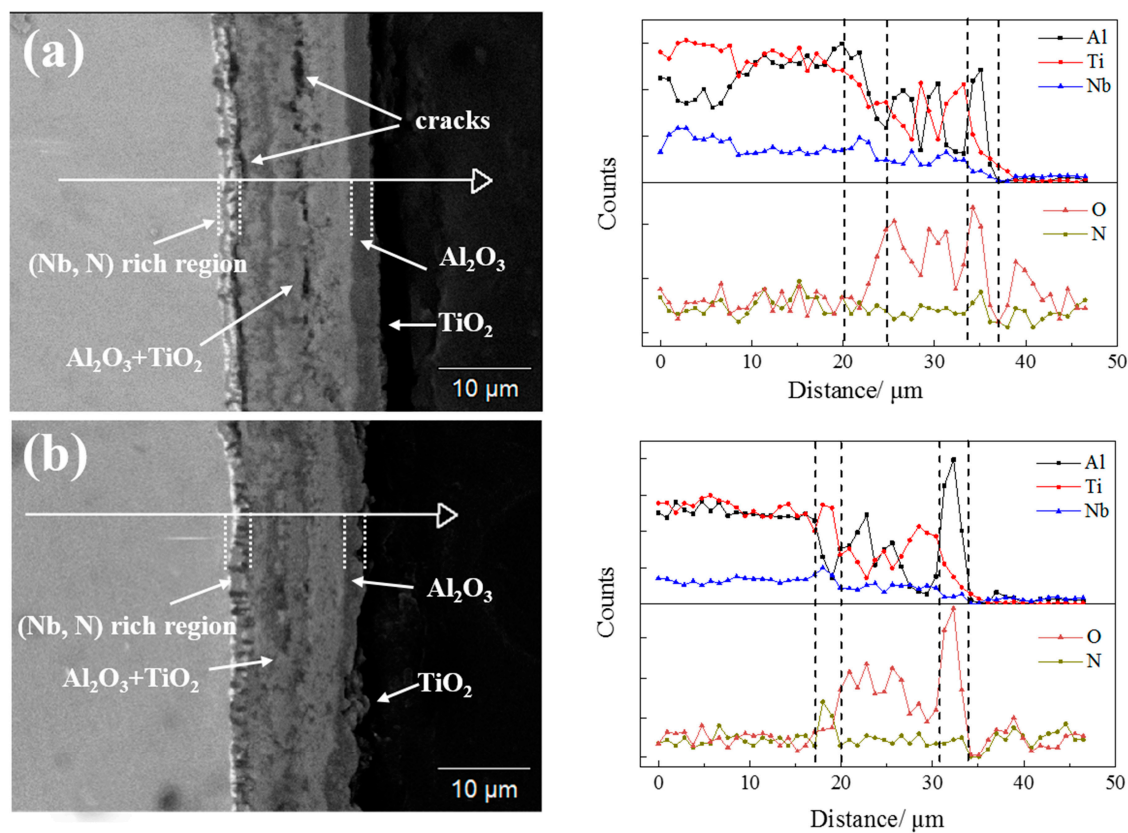 (a)
cracks
(Nb, N) rich region
Al₂O₃
TiO₂
Al₂O₃+TiO₂
10 μm
Al
Ti
Nb
O
N
Counts
0 10 20 30 40 50
Distance/ μm
(b)
Al₂O₃
(Nb, N) rich region
Al₂O₃+TiO₂
TiO₂
10 μm
Al
Ti
Nb
O
N
Counts
0 10 20 30 40 50
Distance/ μm